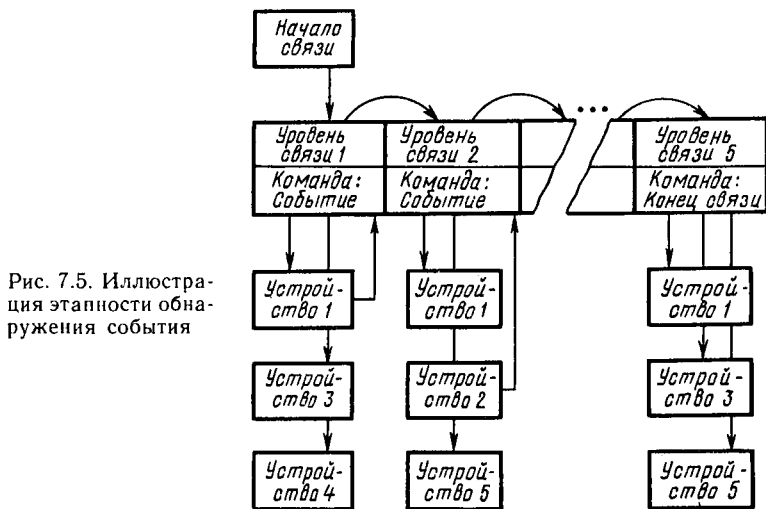 Начало
связи
...
Уровень
связи 1
Уровень
связи 2
Уровень
связи 5
Команда:
Событие
Команда:
Событие
Команда:
Конец связи
Рис. 7.5. Иллюстра-
ция этапности обна-
ружения события
Устрой-
ство 1
Устрой-
ство 1
Устрой-
ство 1
Устрой-
ство 3
Устрой-
ство 2
Устрой-
ство 3
Устрой-
ство 4
Устрой-
ство 5
Устрой-
ство 5